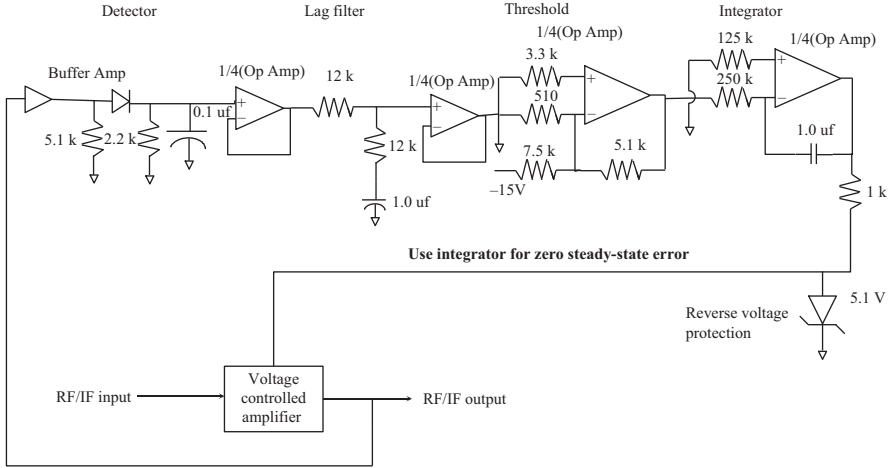 Detector
Lag filter
Threshold
Integrator
Buffer Amp
1/4(Op Amp)
12 k
1/4(Op Amp)
3.3 k
1/4(Op Amp)
125 k
1/4(Op Amp)
250 k
510
+
−
+
−
+
−
+
−
5.1 k
2.2 k
0.1 uf
12 k
1.0 uf
7.5 k
5.1 k
−15V
1.0 uf
1 k
Use integrator for zero steady-state error
5.1 V
Reverse voltage
protection
RF/IF input
Voltage
controlled
amplifier
RF/IF output